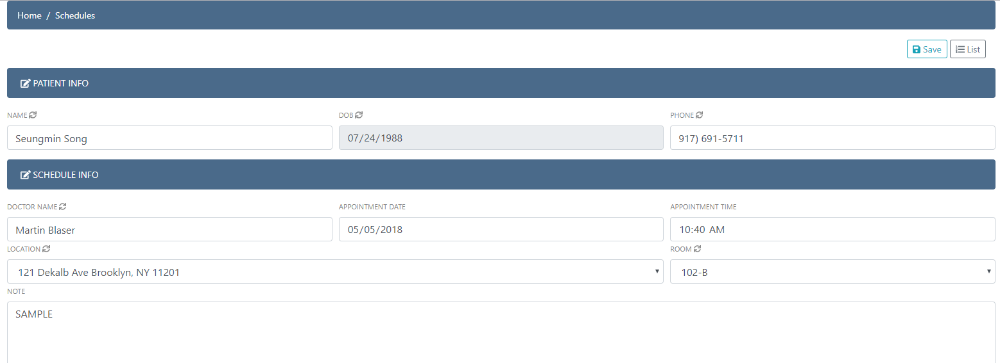 Home / Schedules
Save List
PATIENT INFO
NAME DOB PHONE
Seungmin Song 07/24/1988 917) 691-5711
SCHEDULE INFO
DOCTOR NAME APPOINTMENT DATE APPOINTMENT TIME
Martin Blaser 05/05/2018 10:40 AM
LOCATION ROOM
121 Dekalb Ave Brooklyn, NY 11201 102-B
NOTE
SAMPLE